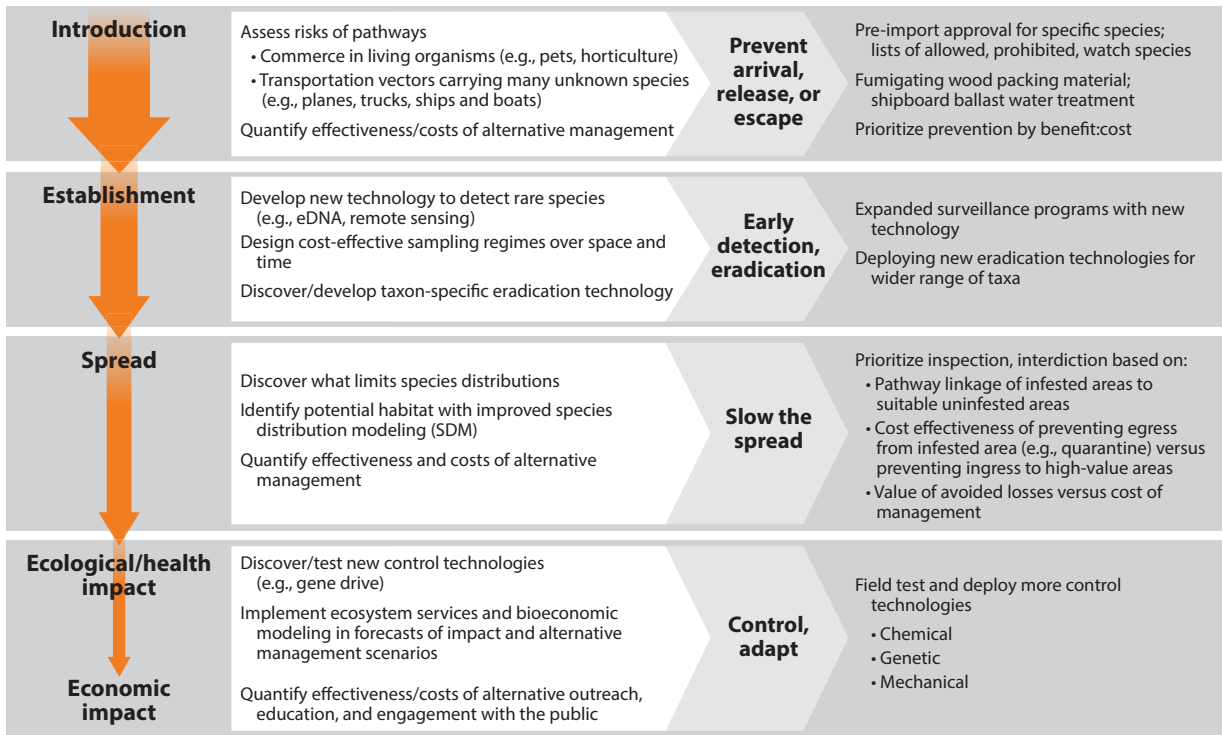 Introduction
Assess risks of pathways
• Commerce in living organisms (e.g., pets, horticulture)
• Transportation vectors carrying many unknown species
(e.g., planes, trucks, ships and boats)
Quantify effectiveness/costs of alternative management
Prevent
arrival,
release, or
escape
Pre-import approval for specific species;
lists of allowed, prohibited, watch species
Fumigating wood packing material;
shipboard ballast water treatment
Prioritize prevention by benefit:cost
Establishment
Develop new technology to detect rare species
(e.g., eDNA, remote sensing)
Design cost-effective sampling regimes over space and
time
Discover/develop taxon-specific eradication technology
Early
detection,
eradication
Expanded surveillance programs with new
technology
Deploying new eradication technologies for
wider range of taxa
Spread
Discover what limits species distributions
Identify potential habitat with improved species
distribution modeling (SDM)
Quantify effectiveness and costs of alternative
management
Slow the
spread
Prioritize inspection, interdiction based on:
• Pathway linkage of infested areas to
suitable uninfested areas
• Cost effectiveness of preventing egress
from infested area (e.g., quarantine) versus
preventing ingress to high-value areas
• Value of avoided losses versus cost of
management
Ecological/health
impact
Economic
impact
Discover/test new control technologies
(e.g., gene drive)
Implement ecosystem services and bioeconomic
modeling in forecasts of impact and alternative
management scenarios
Quantify effectiveness/costs of alternative outreach,
education, and engagement with the public
Control,
adapt
Field test and deploy more control
technologies
• Chemical
• Genetic
• Mechanical